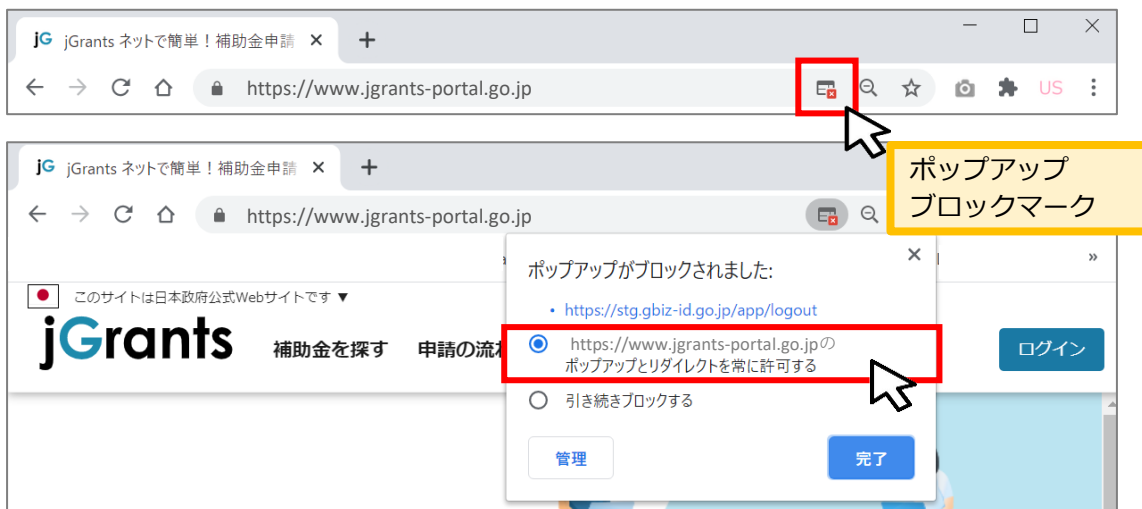 jG jGrants ネットで簡単！補助金申請
https://www.jgrants-portal.go.jp
US
jG jGrants ネットで簡単！補助金申請
https://www.jgrants-portal.go.jp
ポップアップ
ブロックマーク
»
このサイトは日本政府公式Webサイトです ▼
jGrants
補助金を探す 申請の流れ
ログイン
ポップアップがブロックされました:
• https://stg.gbiz-id.go.jp/app/logout
https://www.jgrants-portal.go.jpの
ポップアップとリダイレクトを常に許可する
引き続きブロックする
管理 完了